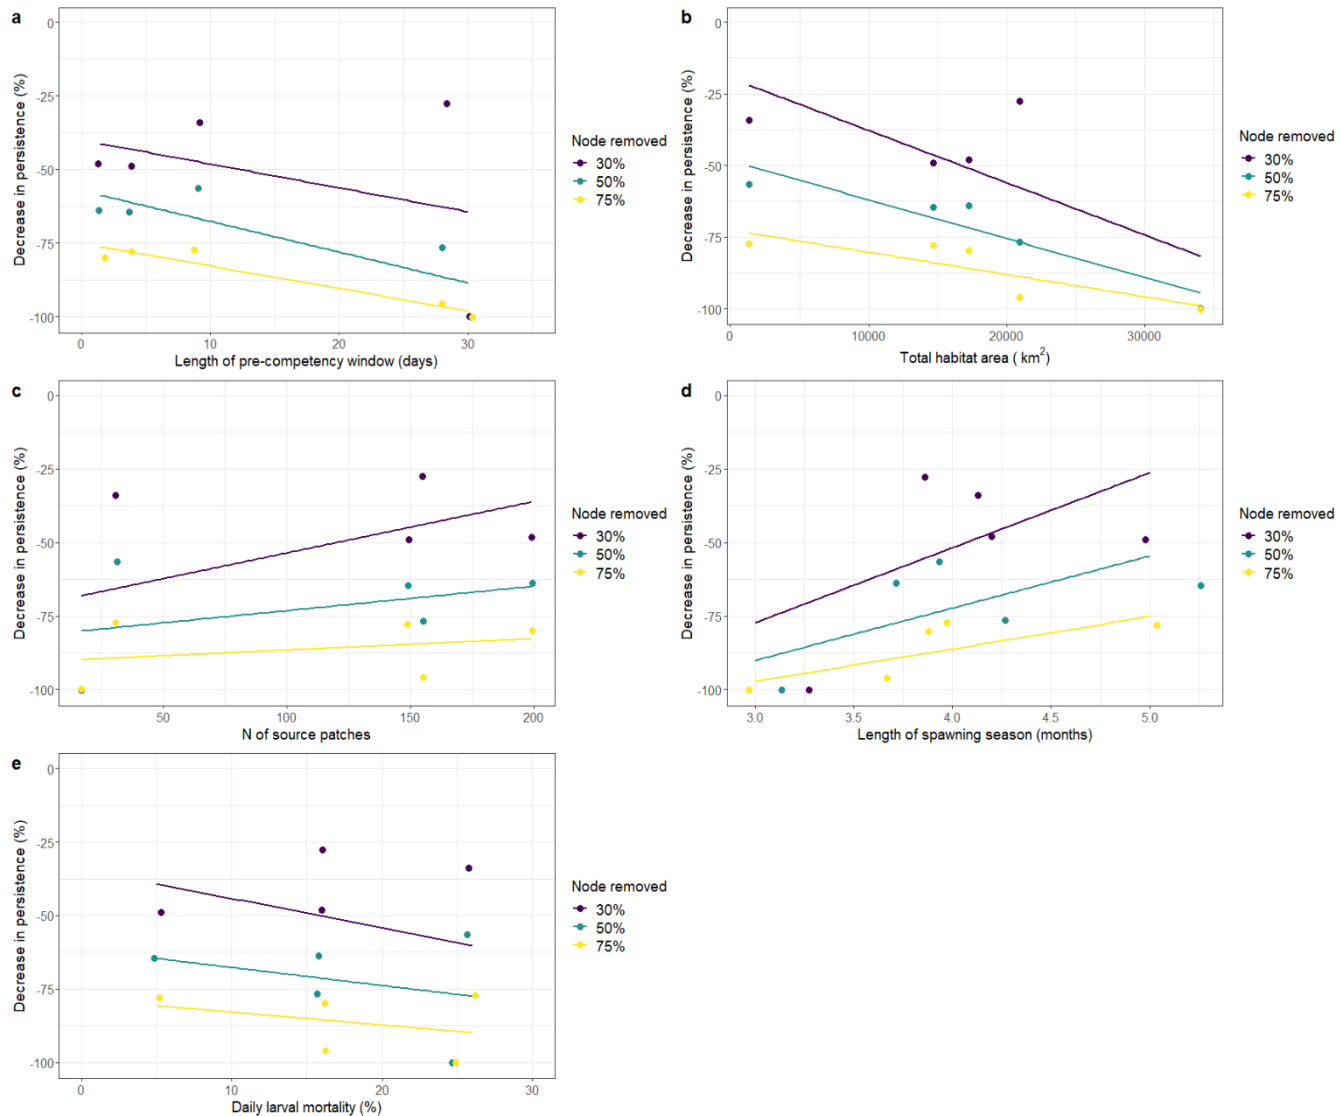 a
0
-25
-50
-75
-100
Decrease in persistence (%)
0 10 20 30
Length of pre-competency window (days)
Node removed
30%
50%
75%
b
0
-25
-50
-75
-100
Decrease in persistence (%)
0 10000 20000 30000
Total habitat area ( km²)
Node removed
30%
50%
75%
c
0
-25
-50
-75
-100
Decrease in persistence (%)
50 100 150 200
N of source patches
Node removed
30%
50%
75%
d
0
-25
-50
-75
-100
Decrease in persistence (%)
3.0 3.5 4.0 4.5 5.0
Length of spawning season (months)
Node removed
30%
50%
75%
e
0
-25
-50
-75
-100
Decrease in persistence (%)
0 10 20 30
Daily larval mortality (%)
Node removed
30%
50%
75%